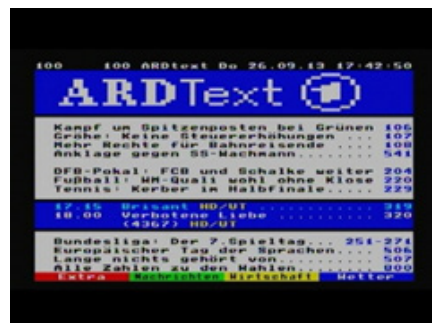 100 100 ARDtext Do 26.09.13 17:42:50
ARDText 1
Kampf um Spitzenposten bei Grünen 106
Gröhe: Keine Steuererhöhungen ... 107
Mehr Rechte für Bahnreisende .... 108
Anklage gegen SS-Wachmann........ 541
DFB-Pokal: FCB und Schalke weiter 204
Fußball: WM-Quali wohl ohne Klose 220
Tennis: Kerber im Halbfinale..... 229
17.15 Brisant HD/UT ............. 319
18.00 Verbotene Liebe ........... 320
(4367) HD/UT
Bundesliga: Der 7.Spieltag... 251-271
Europäischer Tag der Sprachen.... 506
Lange nichts gehört von.......... 507
Alle Zahlen zu den Wahlen........ 800
Extra Nachrichten Wirtschaft Wetter